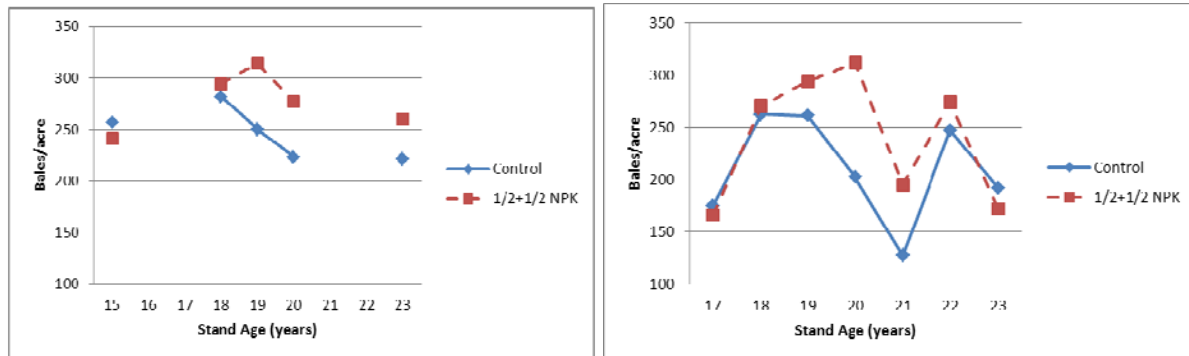 350
300
250
200
150
100
Bales/acre
15 16 17 18 19 20 21 22 23
Stand Age (years)
Control
1/2+1/2 NPK
350
300
250
200
150
100
Bales/acre
17 18 19 20 21 22 23
Stand Age (years)
Control
1/2+1/2 NPK